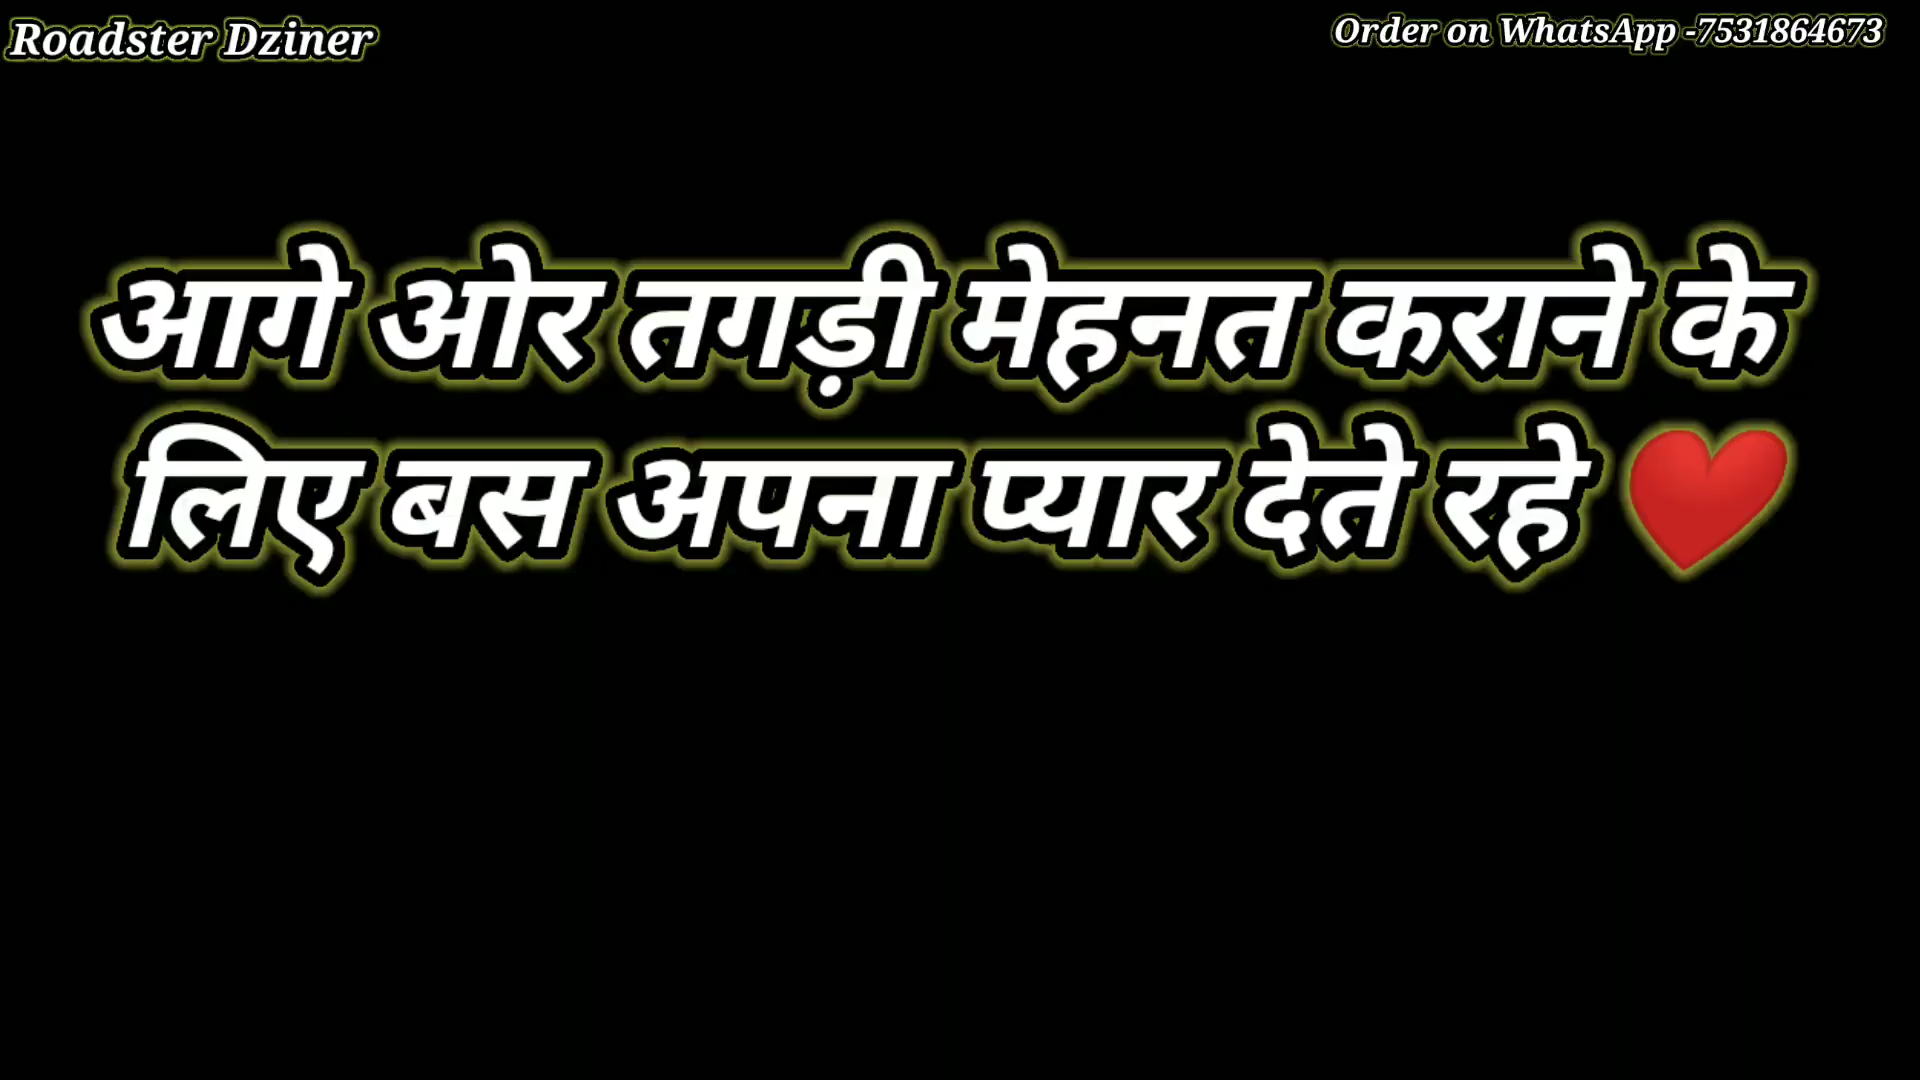 Roadster Dziner
Order on WhatsApp -7531864673
आगे ओर तगड़ी मेहनत कराने के
लिए बस अपना प्यार देते रहे ❤️